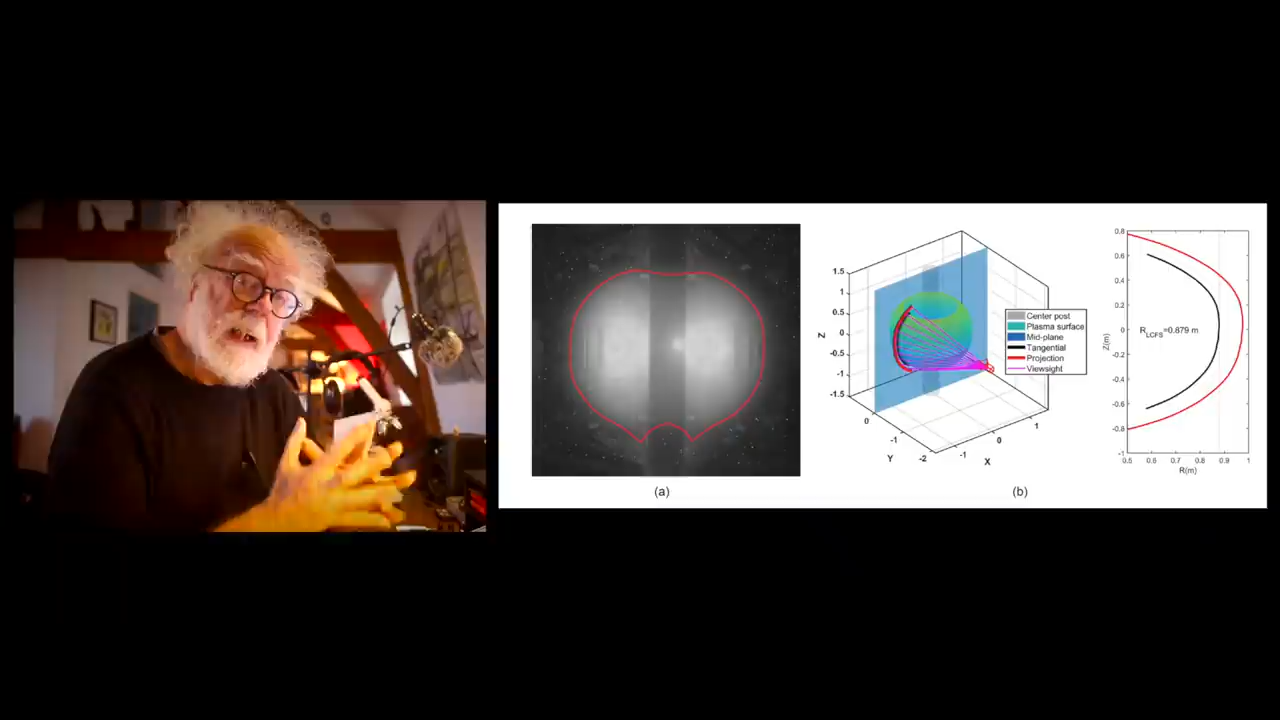 (a)
1.5
1
0.5
0
-0.5
-1
-1.5
Z
0
-1
-2
Y
-1
0
1
X
Center post
Plasma surface
Mid-plane
Tangential
Projection
Viewsight
(b)
0.8
0.6
0.4
0.2
0
-0.2
-0.4
-0.6
-0.8
-1
Z(m)
R_LCFS=0.879 m
0.5 0.6 0.7 0.8 0.9 1
R(m)